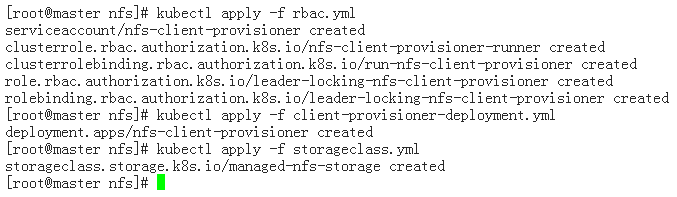 [root@master nfs]# kubectl apply -f rbac.yml
serviceaccount/nfs-client-provisioner created
clusterrole.rbac.authorization.k8s.io/nfs-client-provisioner-runner created
clusterrolebinding.rbac.authorization.k8s.io/run-nfs-client-provisioner created
role.rbac.authorization.k8s.io/leader-locking-nfs-client-provisioner created
rolebinding.rbac.authorization.k8s.io/leader-locking-nfs-client-provisioner created
[root@master nfs]# kubectl apply -f client-provisioner-deployment.yml
deployment.apps/nfs-client-provisioner created
[root@master nfs]# kubectl apply -f storageclass.yml
storageclass.storage.k8s.io/managed-nfs-storage created
[root@master nfs]#